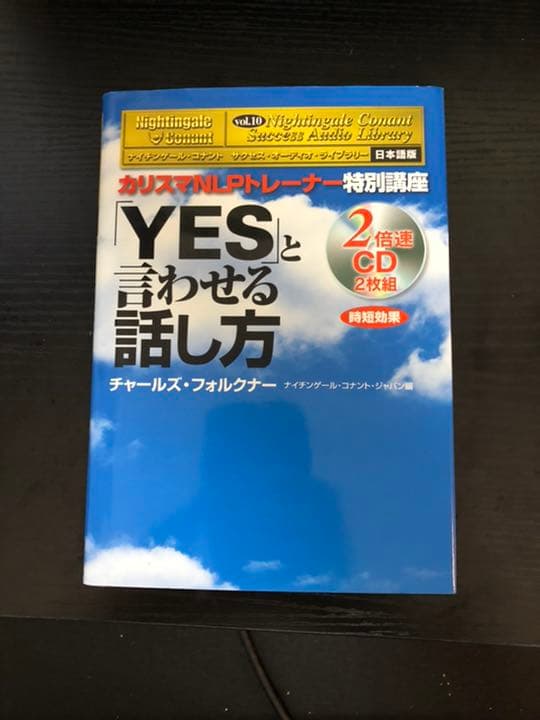 Nightingale Conant
vol.10 Nightingale Conant
Success Audio Library
ナイチンゲール・コナント サクセス・オーディオ・ライブラリー 日本語版
カリスマNLPトレーナー特別講座
「YES」と
言わせる
話し方
2倍速
CD
2枚組
時短効果
チャールズ・フォルクナー ナイチンゲール・コナント・ジャパン編